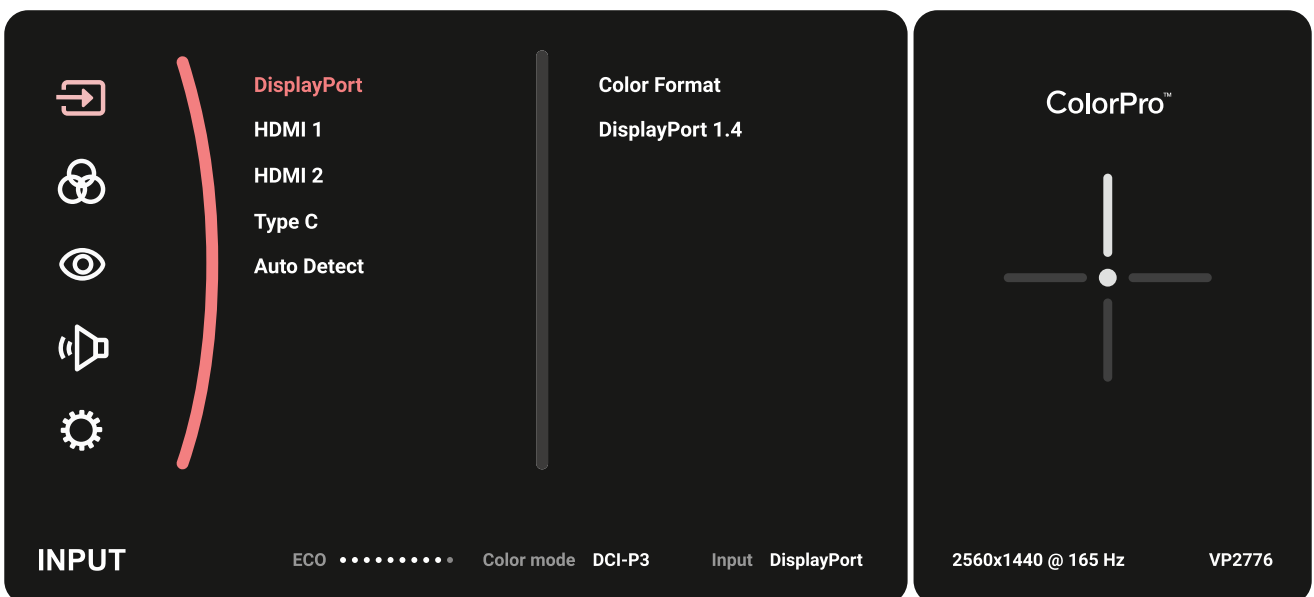 DisplayPort
HDMI 1
HDMI 2
Type C
Auto Detect
Color Format
DisplayPort 1.4
ColorPro™
INPUT
ECO
Color mode DCI-P3
Input DisplayPort
2560x1440 @ 165 Hz
VP2776